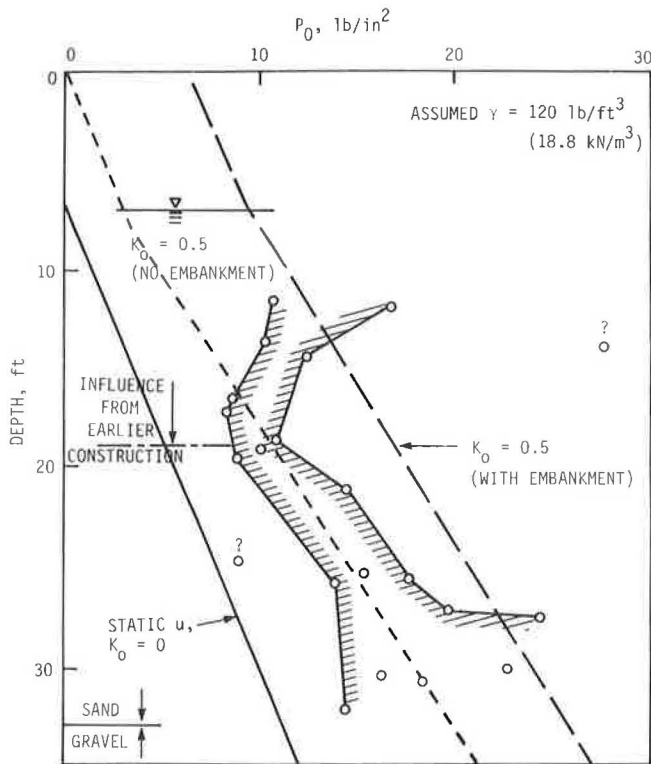 P₀, lb/in²
0 10 20 30
0
ASSUMED γ = 120 lb/ft³
(18.8 kN/m³)
K₀ = 0.5
(NO EMBANKMENT)
10
?
DEPTH, ft
INFLUENCE
FROM
EARLIER
CONSTRUCTION
K₀ = 0.5
(WITH EMBANKMENT)
20
?
STATIC u,
K₀ = 0
30
SAND
GRAVEL